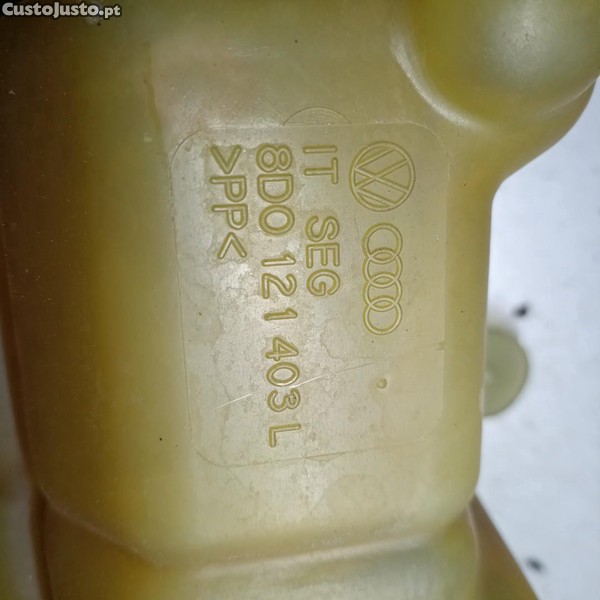 CustoJusto.pt
IT SEG
8D0 121 403 L
>PP<